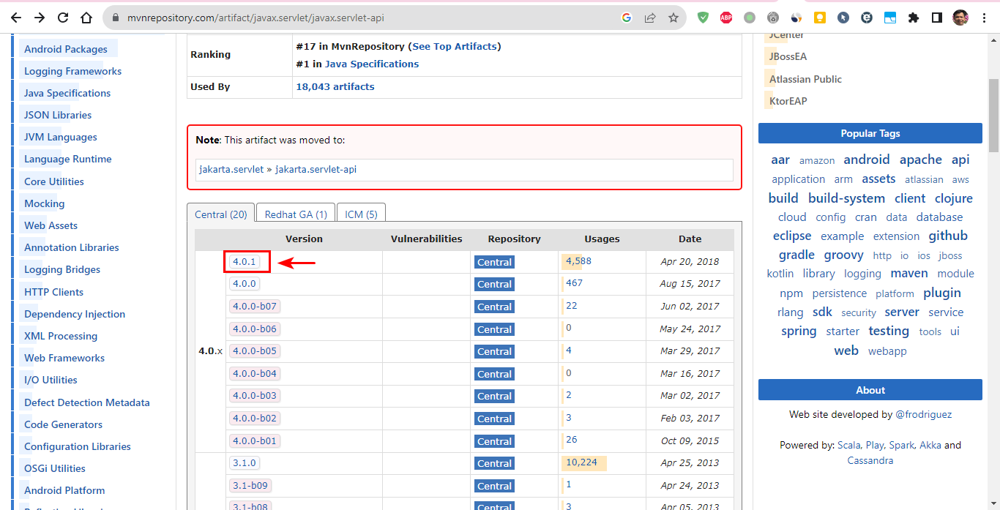 mvnrepository.com/artifact/javax.servlet/javax.servlet-api
ABP
Android Packages
Logging Frameworks
Java Specifications
JSON Libraries
JVM Languages
Language Runtime
Core Utilities
Mocking
Web Assets
Annotation Libraries
Logging Bridges
HTTP Clients
Dependency Injection
XML Processing
Web Frameworks
I/O Utilities
Defect Detection Metadata
Code Generators
Configuration Libraries
OSGi Utilities
Android Platform
Ranking
#17 in MvnRepository (See Top Artifacts)
#1 in Java Specifications
Used By 18,043 artifacts
Note: This artifact was moved to:
jakarta.servlet » jakarta.servlet-api
Central (20) Redhat GA (1) ICM (5)
Version Vulnerabilities Repository Usages Date
4.0.1 Central 4,588 Apr 20, 2018
4.0.0 Central 467 Aug 15, 2017
4.0.0-b07 Central 22 Jun 02, 2017
4.0.0-b06 Central 0 May 24, 2017
4.0.x 4.0.0-b05 Central 4 Mar 29, 2017
4.0.0-b04 Central 0 Mar 16, 2017
4.0.0-b03 Central 2 Mar 02, 2017
4.0.0-b02 Central 3 Feb 03, 2017
4.0.0-b01 Central 26 Oct 09, 2015
3.1.0 Central 10,224 Apr 25, 2013
3.1-b09 Central 1 Apr 24, 2013
3.1-b08 Central 3 Apr 05, 2013
JCenter
JBossEA
Atlassian Public
KtorEAP
Popular Tags
aar amazon android apache api
application arm assets atlassian aws
build build-system client clojure
cloud config cran data database
eclipse example extension github
gradle groovy http io ios jboss
kotlin library logging maven module
npm persistence platform plugin
rlang sdk security server service
spring starter testing tools ui
web webapp
About
Web site developed by @frodriguez
Powered by: Scala, Play, Spark, Akka and
Cassandra